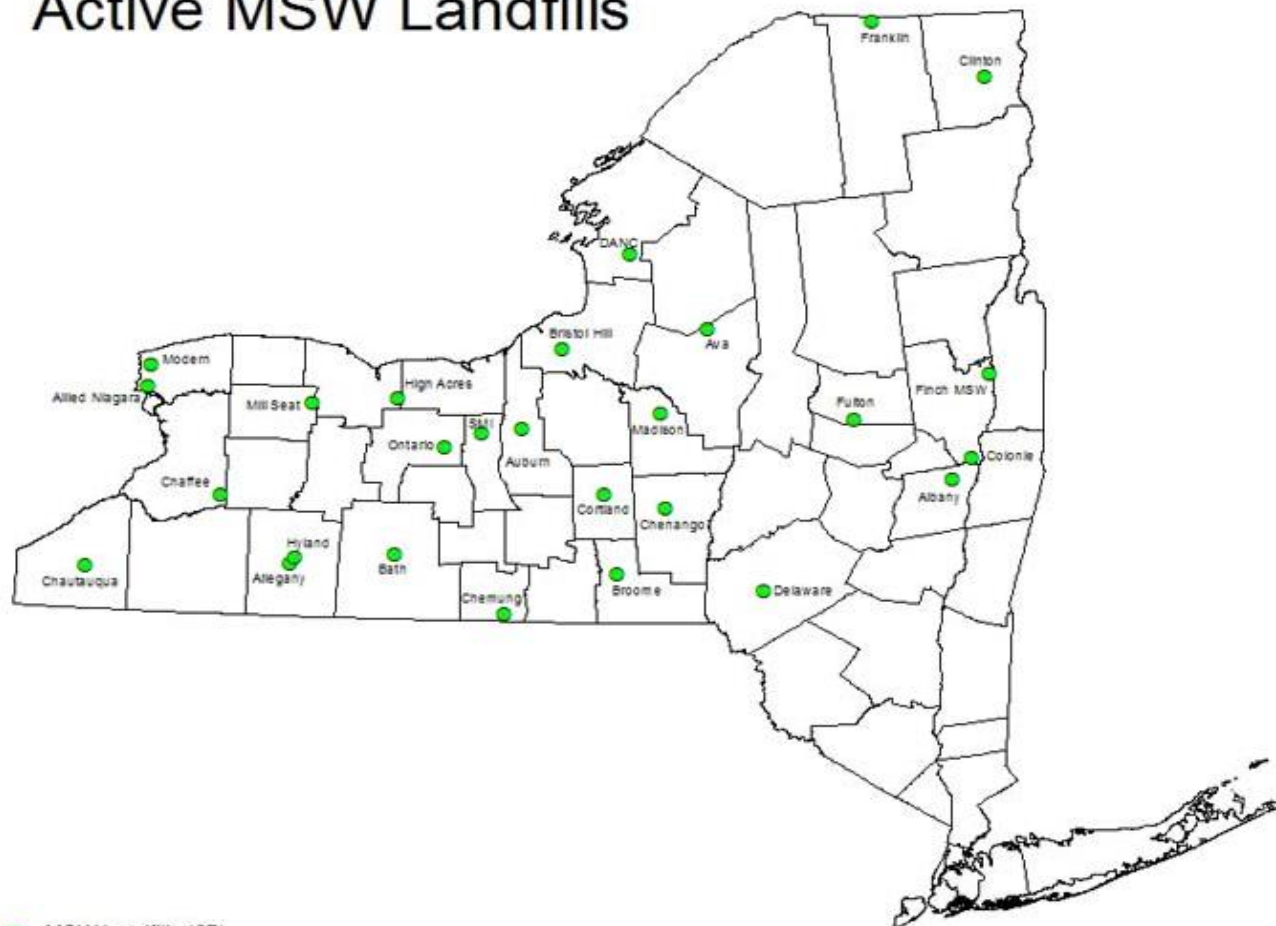 Active MSW Landfills
Franklin
Clinton
DANC
Bristol Hill
Ava
Modern
Allied Niagara
Mill Seat
High Acres
Finch MSW
Fulton
Madison
SMI
Ontario
Auburn
Colonie
Albany
Chaffee
Cortland
Chenango
Hyland
Allegany
Bath
Chautauqua
Chemung
Broome
Delaware